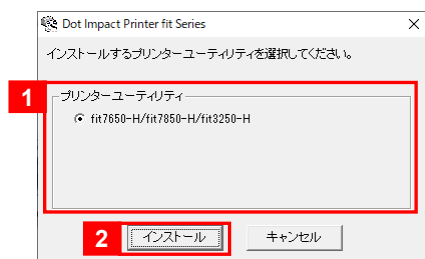 Dot Impact Printer fit Series
インストールするプリンターユーティリティを選択してください。
1
プリンターユーティリティ
fit7650-H/fit7850-H/fit3250-H
2
インストール
キャンセル